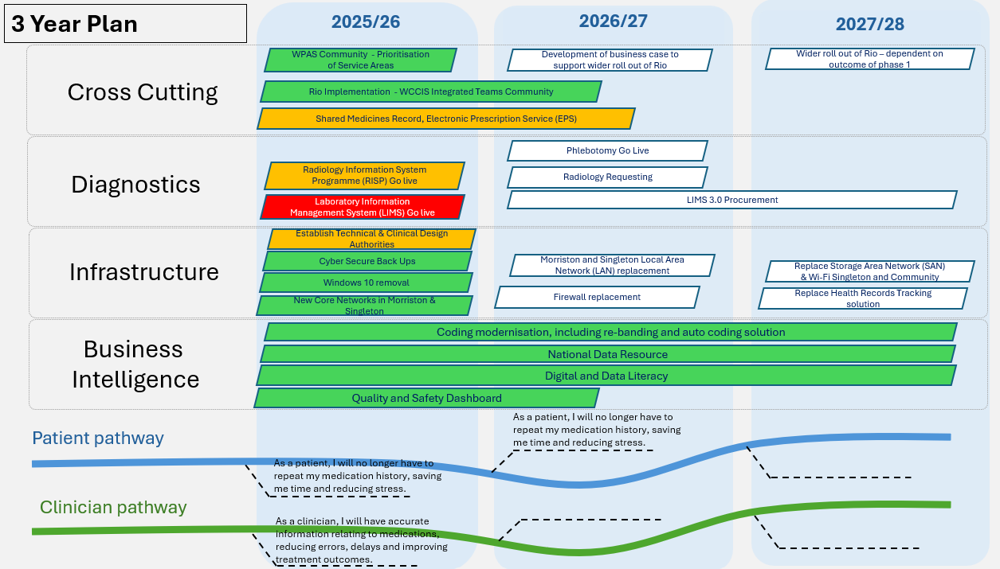 3 Year Plan
2025/26
2026/27
2027/28
Cross Cutting
WPAS Community - Prioritisation
of Service Areas
Development of business case to
support wider roll out of Rio
Wider roll out of Rio – dependent on
outcome of phase 1
Rio Implementation - WCCIS Integrated Teams Community
Shared Medicines Record, Electronic Prescription Service (EPS)
Diagnostics
Phlebotomy Go Live
Radiology Information System
Programme (RISP) Go live
Radiology Requesting
Laboratory Information
Management System (LIMS) Go live
LIMS 3.0 Procurement
Infrastructure
Establish Technical & Clinical Design
Authorities
Cyber Secure Back Ups
Windows 10 removal
New Core Networks in Morriston &
Singleton
Morriston and Singleton Local Area
Network (LAN) replacement
Firewall replacement
Replace Storage Area Network (SAN)
& Wi-Fi Singleton and Community
Replace Health Records Tracking
solution
Business
Intelligence
Coding modernisation, including re-banding and auto coding solution
National Data Resource
Digital and Data Literacy
Quality and Safety Dashboard
Patient pathway
As a patient, I will no longer have to
repeat my medication history, saving
me time and reducing stress.
As a patient, I will no longer have to
repeat my medication history, saving
me time and reducing stress.
Clinician pathway
As a clinician, I will have accurate
information relating to medications,
reducing errors, delays and improving
treatment outcomes.